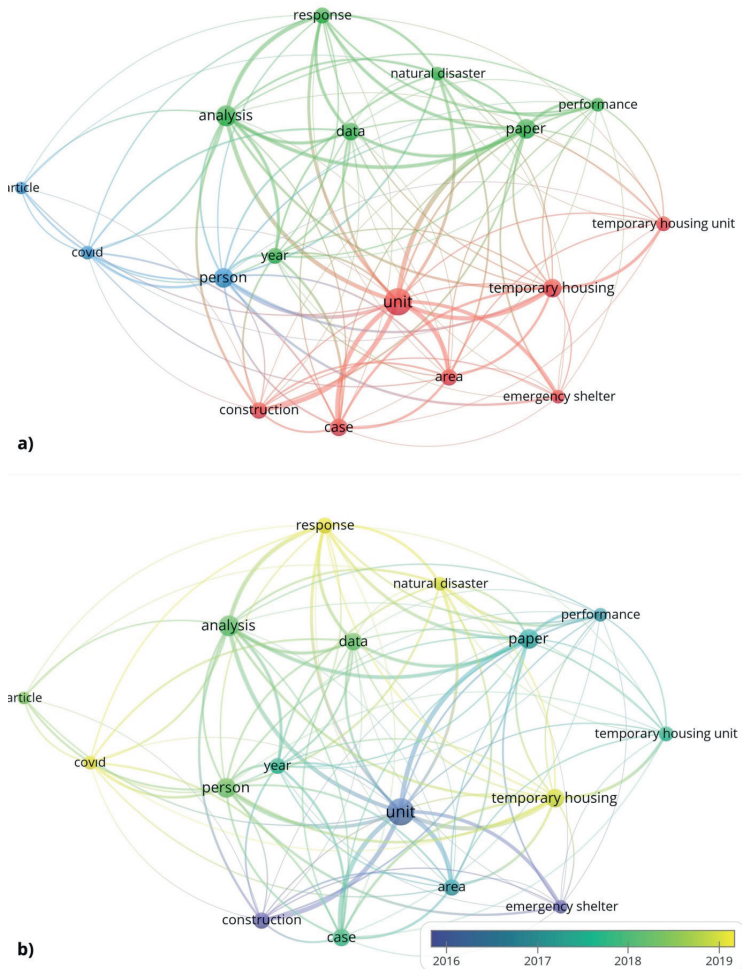 response
natural disaster
performance
analysis
data
paper
article
temporary housing unit
covid
year
person
temporary housing
unit
area
emergency shelter
construction
case
a)
response
natural disaster
performance
analysis
data
paper
article
temporary housing unit
covid
year
person
temporary housing
unit
area
emergency shelter
construction
case
b)
2016 2017 2018 2019